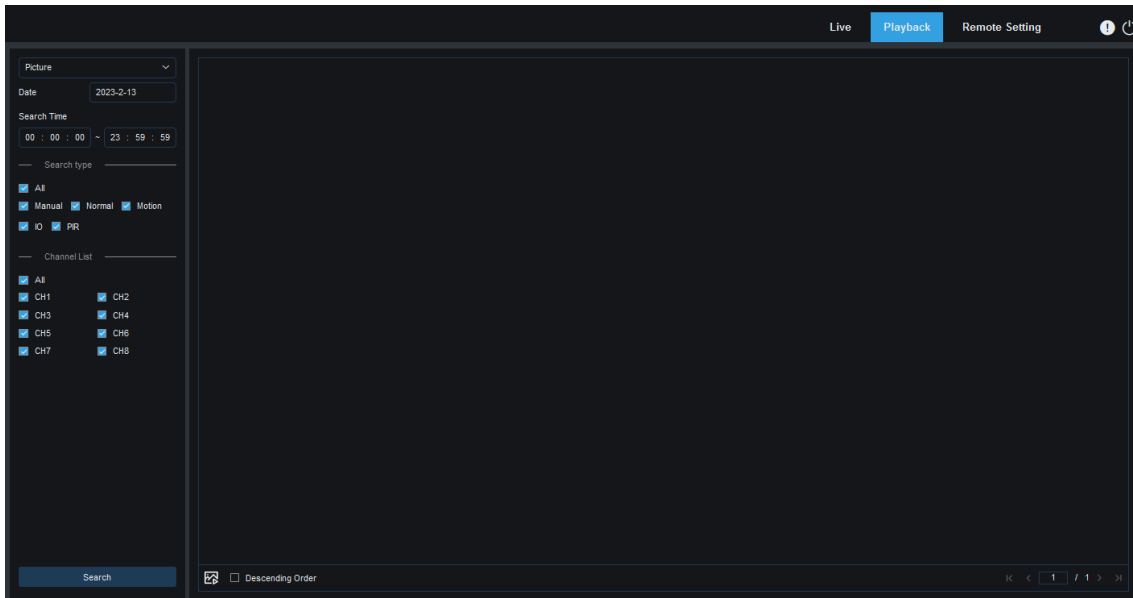 Live Playback Remote Setting
Picture
Date 2023-2-13
Search Time
00 : 00 : 00 ~ 23 : 59 : 59
Search type
All
Manual Normal Motion
IO PIR
Channel List
All
CH1 CH2
CH3 CH4
CH5 CH6
CH7 CH8
Search
Descending Order
1 / 1